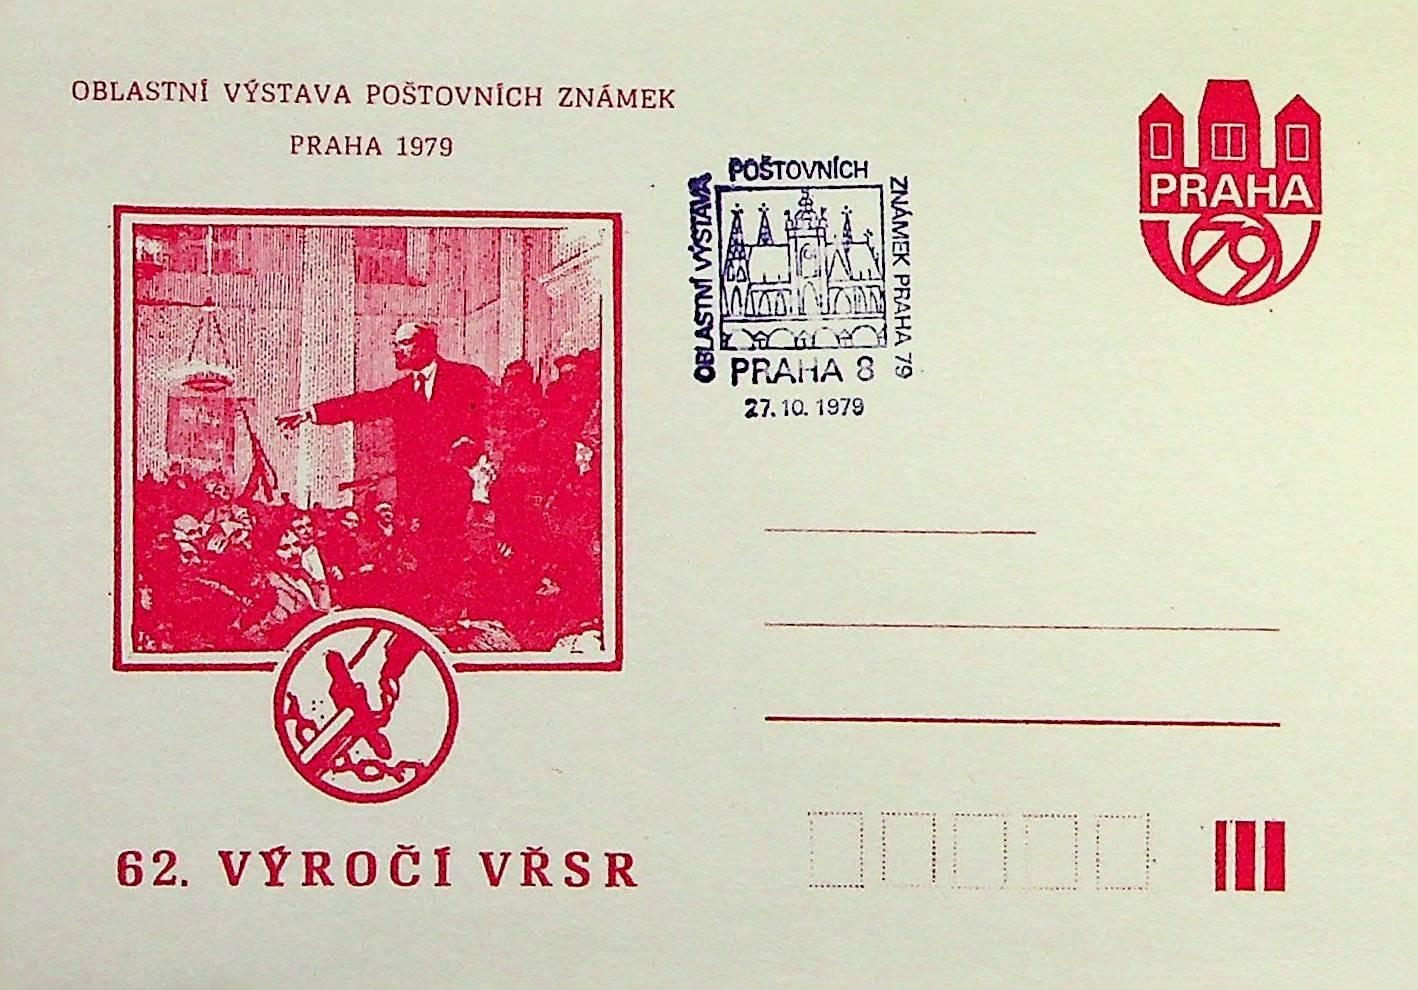 OBLASTNÍ VÝSTAVA POŠTOVNÍCH ZNÁMEK
PRAHA 1979
OBLASTNÍ VÝSTAVA
POŠTOVNÍCH
ZNÁMEK PRAHA 79
PRAHA 8
27.10.1979
PRAHA
79
62. VÝROČÍ VŘSR